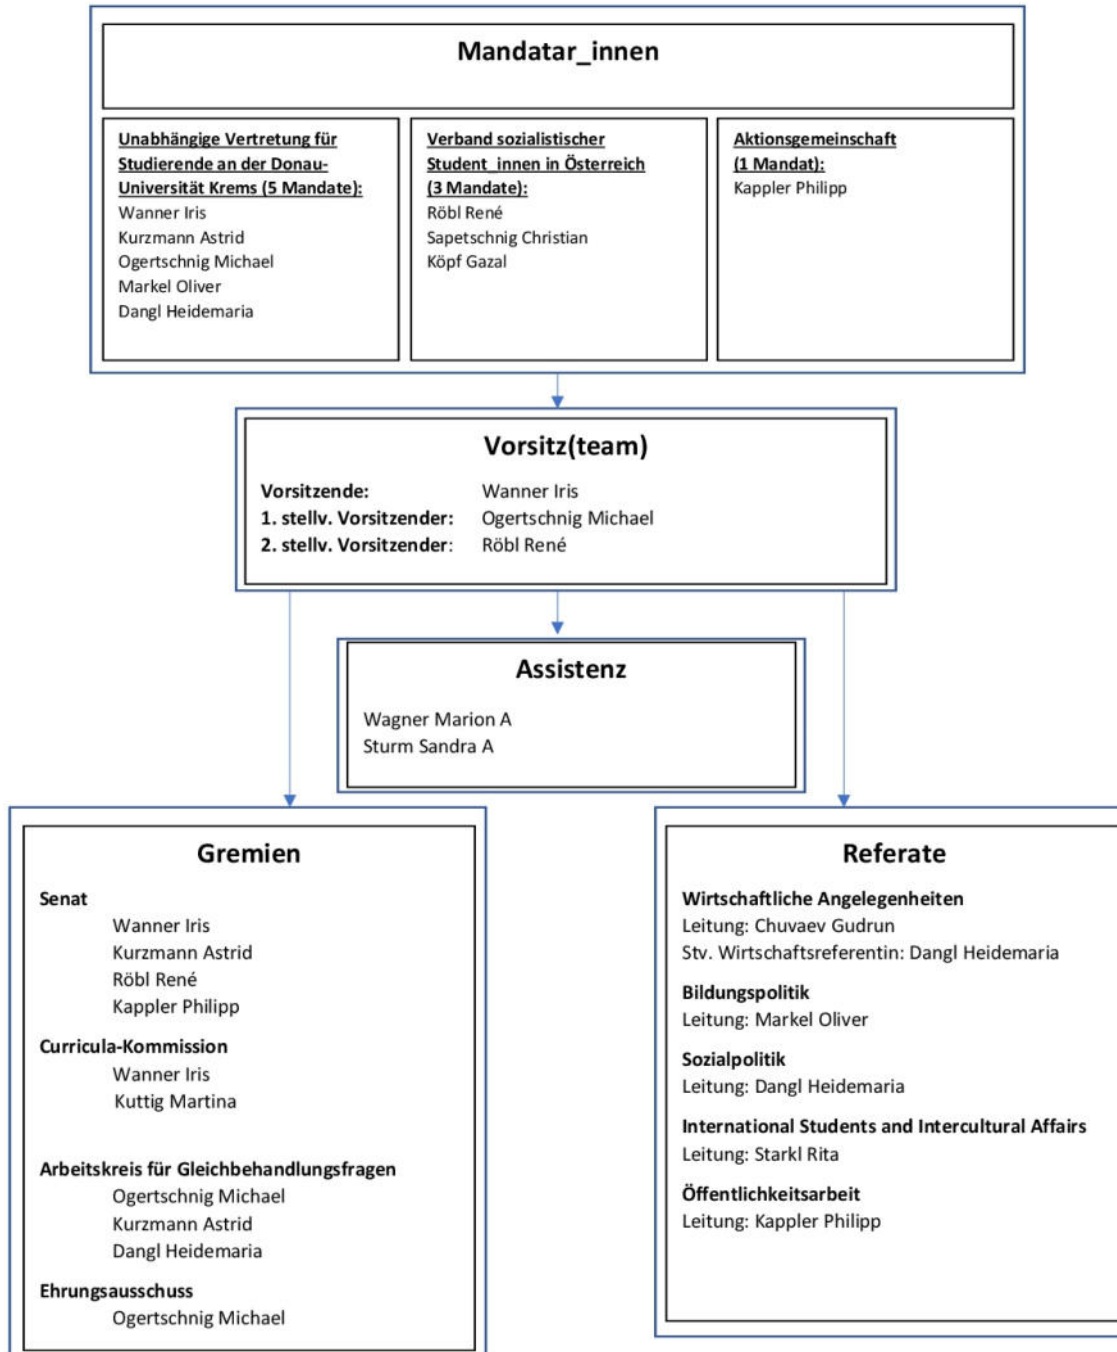 Mandatar_innen
Unabhängige Vertretung für
Studierende an der Donau-
Universität Krems (5 Mandate):
Wanner Iris
Kurzmann Astrid
Ogertschnig Michael
Markel Oliver
Dangl Heidemaria
Verband sozialistischer
Student_innen in Österreich
(3 Mandate):
Röbl René
Sapetschnig Christian
Köpf Gazal
Aktionsgemeinschaft
(1 Mandat):
Kappler Philipp
Vorsitz(team)
Vorsitzende: Wanner Iris
1. stellv. Vorsitzender: Ogertschnig Michael
2. stellv. Vorsitzender: Röbl René
Assistenz
Wagner Marion A
Sturm Sandra A
Gremien
Senat
Wanner Iris
Kurzmann Astrid
Röbl René
Kappler Philipp
Curricula-Kommission
Wanner Iris
Kuttig Martina
Arbeitskreis für Gleichbehandlungsfragen
Ogertschnig Michael
Kurzmann Astrid
Dangl Heidemaria
Ehrungsausschuss
Ogertschnig Michael
Referate
Wirtschaftliche Angelegenheiten
Leitung: Chuvaev Gudrun
Stv. Wirtschaftsreferentin: Dangl Heidemaria
Bildungspolitik
Leitung: Markel Oliver
Sozialpolitik
Leitung: Dangl Heidemaria
International Students and Intercultural Affairs
Leitung: Starkl Rita
Öffentlichkeitsarbeit
Leitung: Kappler Philipp